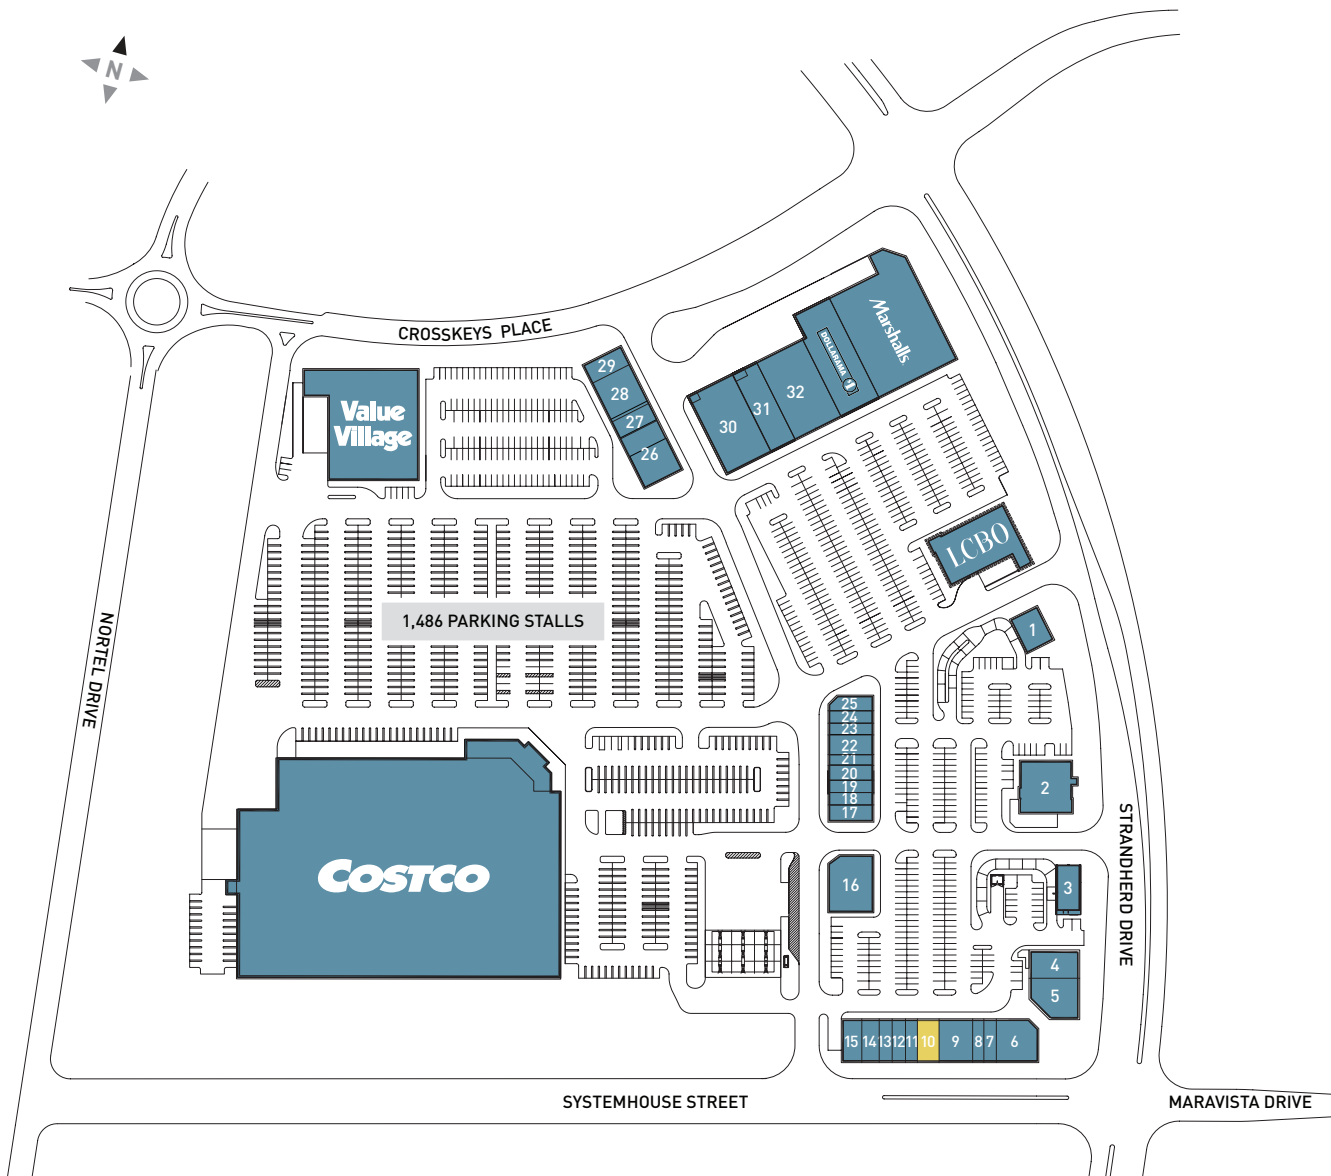 N
CROSSKEYS PLACE
Marshalls
DOLLARAMA
1
29
28
27
26
30
31
32
Value
Village
LCBO
1,486 PARKING STALLS
1
NORTEL DRIVE
25
24
23
22
21
20
19
18
17
2
STRANDHERD DRIVE
COSTCO
16
3
4
5
15 14 13 12 11 10 9 8 7 6
SYSTEMHOUSE STREET
MARAVISTA DRIVE